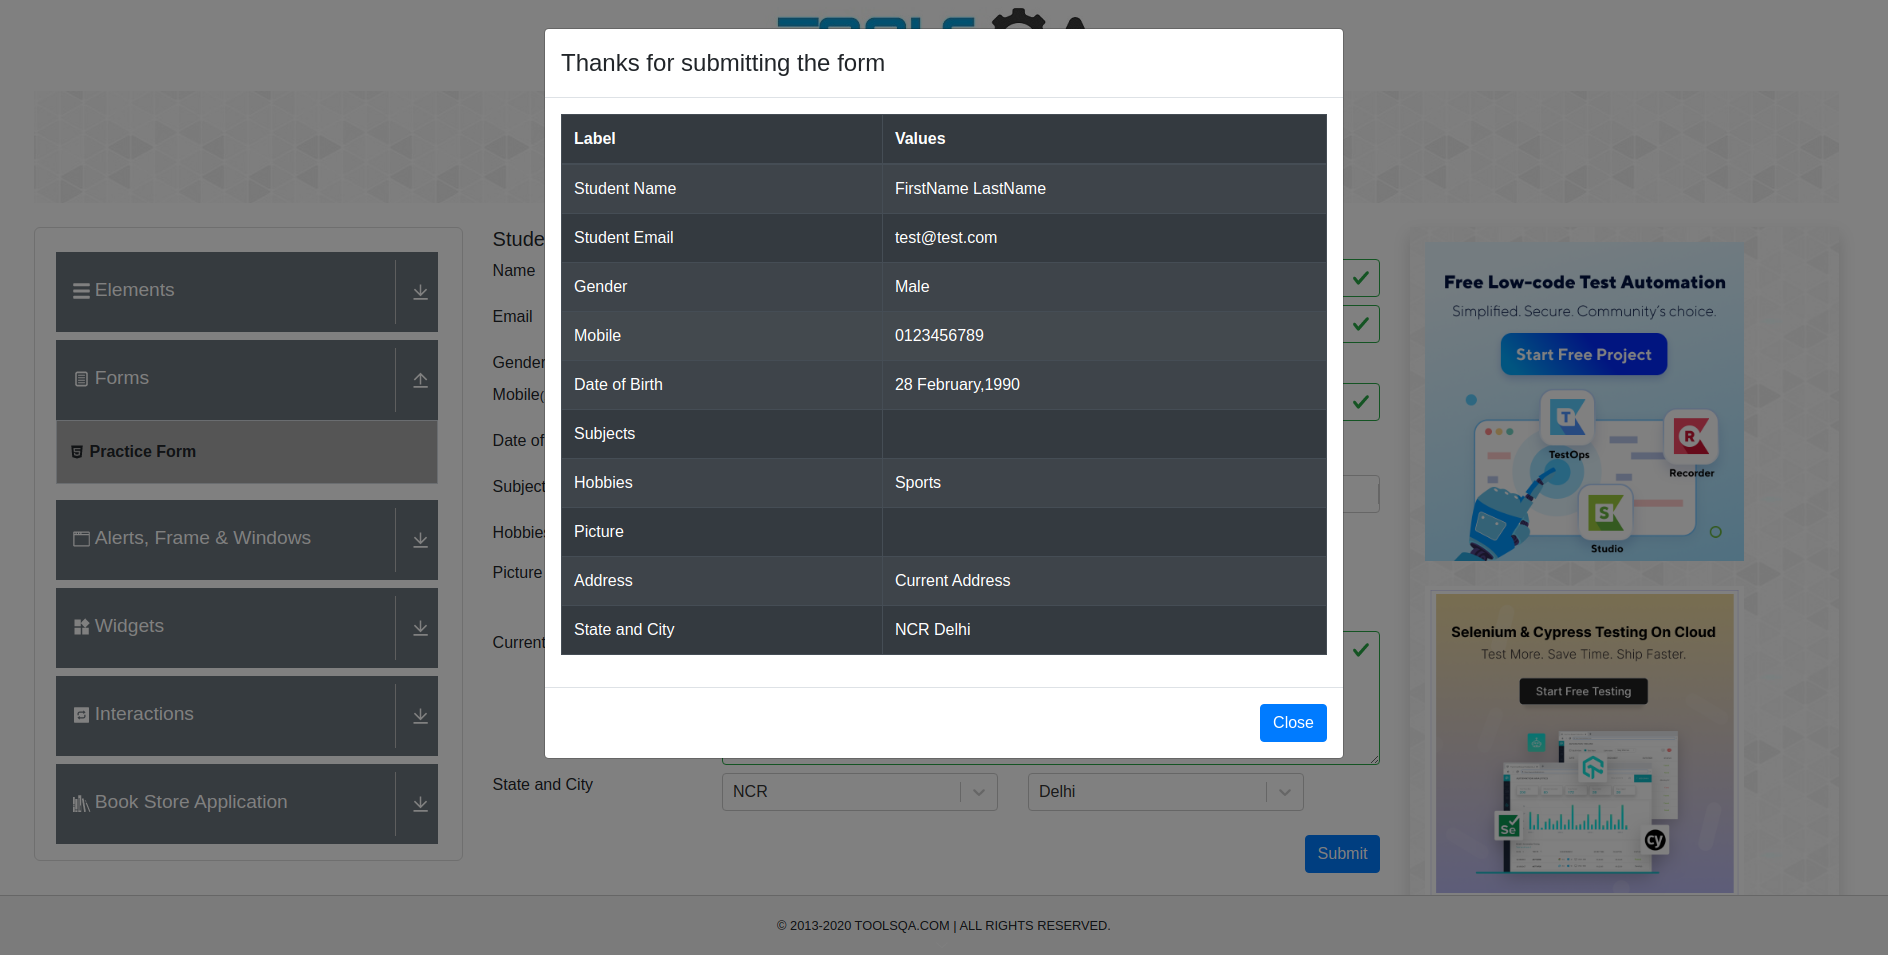 Thanks for submitting the form
Label Values
Student Name FirstName LastName
Student Email test@test.com
Gender Male
Mobile 0123456789
Date of Birth 28 February,1990
Subjects
Hobbies Sports
Picture
Address Current Address
State and City NCR Delhi
Close
Elements
Forms
Practice Form
Alerts, Frame & Windows
Widgets
Interactions
Book Store Application
Name
Email
Mobile(
Date of
Picture
Current
State and City NCR Delhi
Submit
Free Low-code Test Automation
Simplified. Secure. Community's choice.
Start Free Project
T
TestOps
R
Recorder
S
Studio
Selenium & Cypress Testing On Cloud
Test More. Save Time. Ship Faster.
Start Free Testing
Se
cy
© 2013-2020 TOOLSQA.COM | ALL RIGHTS RESERVED.